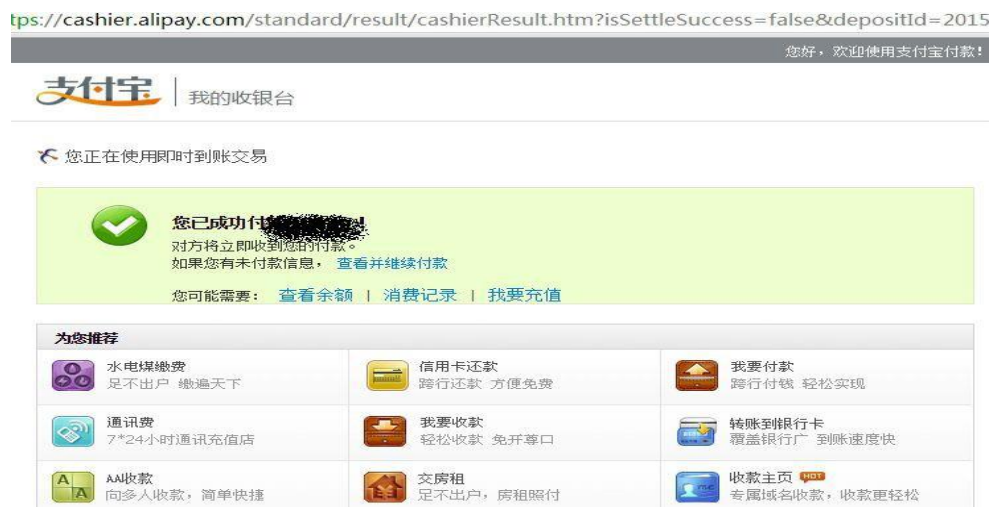 tps://cashier.alipay.com/standard/result/cashierResult.htm?isSettleSuccess=false&depositId=2015
您好，欢迎使用支付宝付款！
支付宝 我的收银台
您正在使用即时到账交易
您已成功付
对方将立即收到您的付款。
如果您有未付款信息， 查看并继续付款
您可能需要： 查看余额 | 消费记录 | 我要充值
为您推荐
水电煤缴费 信用卡还款 我要付款
足不出户 缴遍天下 跨行还款 方便免费 跨行付钱 轻松实现
通讯费 我要收款 转账到银行卡
7*24小时通讯充值店 轻松收款 免开尊口 覆盖银行广 到账速度快
AA收款 交房租 收款主页 HOT
向多人收款，简单快捷 足不出户，房租照付 专属域名收款，收款更轻松